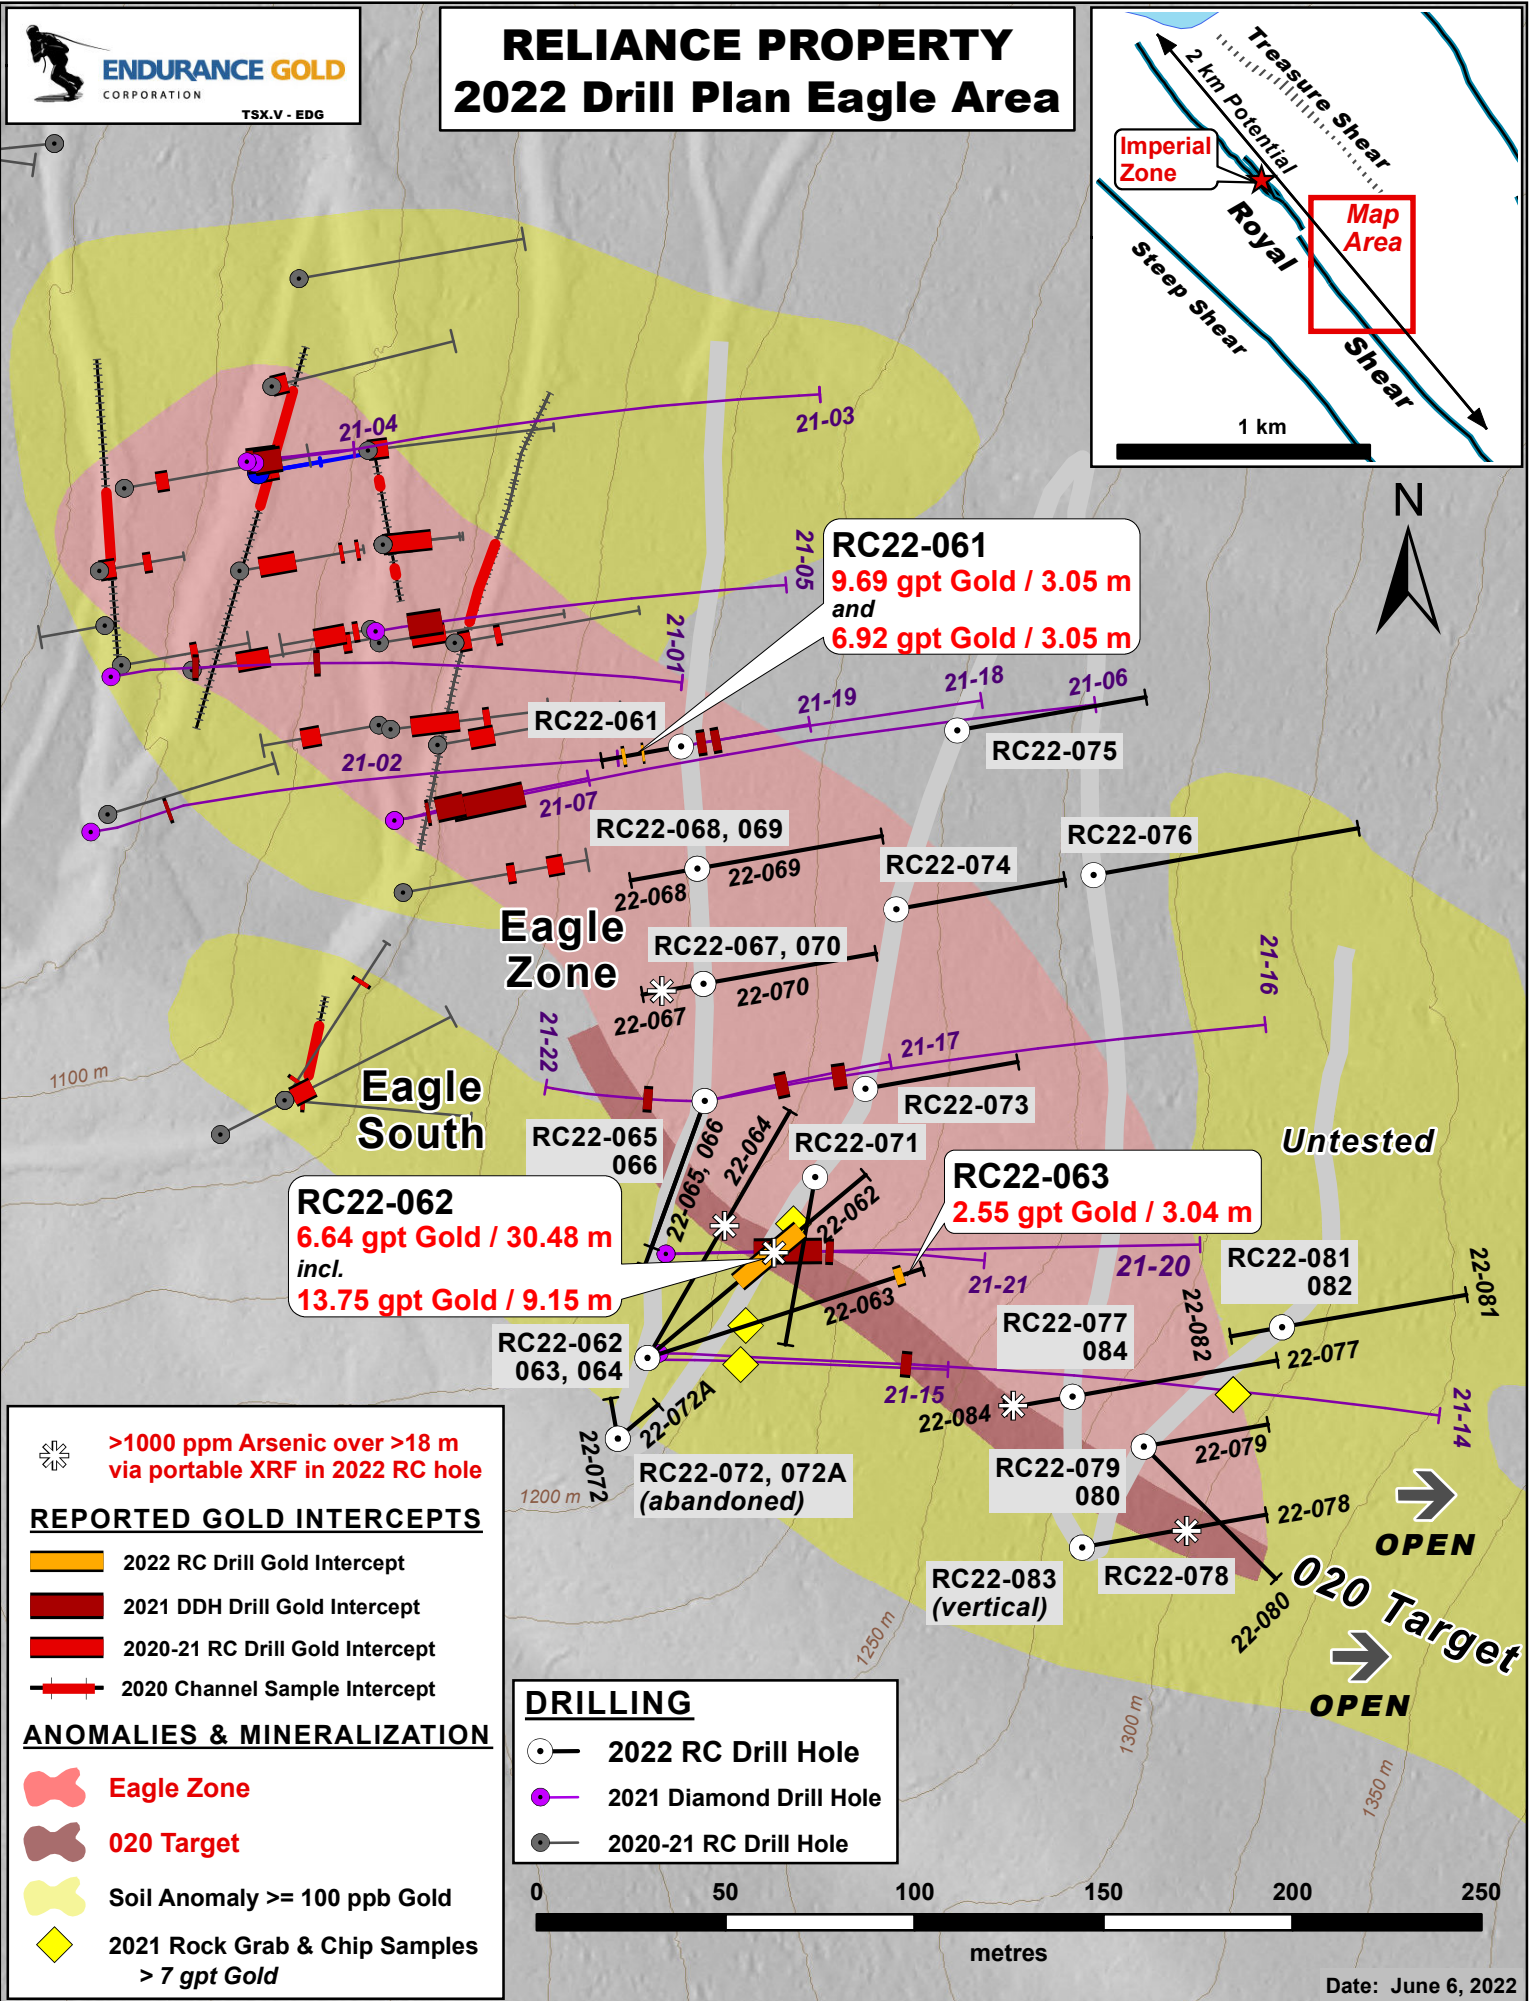 ENDURANCE GOLD
CORPORATION
TSX.V - EDG
RELIANCE PROPERTY
2022 Drill Plan Eagle Area
Treasure Shear
2 km Potential
Imperial
Zone
Map
Area
Royal
Shear
Steep Shear
1 km
N
21-04
21-03
21-05
21-01
RC22-061
9.69 gpt Gold / 3.05 m
and
6.92 gpt Gold / 3.05 m
21-18
21-06
21-19
RC22-061
RC22-075
21-02
21-07
RC22-068, 069
RC22-076
RC22-074
22-069
22-068
Eagle
Zone
RC22-067, 070
22-070
22-067
21-16
21-22
21-17
1100 m
Eagle
South
RC22-073
RC22-065
066
22-065, 066
22-064
RC22-071
Untested
RC22-062
6.64 gpt Gold / 30.48 m
incl.
13.75 gpt Gold / 9.15 m
RC22-063
2.55 gpt Gold / 3.04 m
22-062
21-20
21-21
RC22-081
082
22-081
22-063
22-082
RC22-077
084
22-077
RC22-062
063, 064
21-15
22-084
21-14
22-072A
22-072
22-079
RC22-072, 072A
(abandoned)
RC22-079
080
1200 m
22-078
OPEN
RC22-083
(vertical)
RC22-078
22-080
020 Target
OPEN
1250 m
1300 m
1350 m
>1000 ppm Arsenic over >18 m
via portable XRF in 2022 RC hole
REPORTED GOLD INTERCEPTS
2022 RC Drill Gold Intercept
2021 DDH Drill Gold Intercept
2020-21 RC Drill Gold Intercept
2020 Channel Sample Intercept
ANOMALIES & MINERALIZATION
Eagle Zone
020 Target
Soil Anomaly >= 100 ppb Gold
2021 Rock Grab & Chip Samples
> 7 gpt Gold
DRILLING
2022 RC Drill Hole
2021 Diamond Drill Hole
2020-21 RC Drill Hole
0 50 100 150 200 250
metres
Date: June 6, 2022